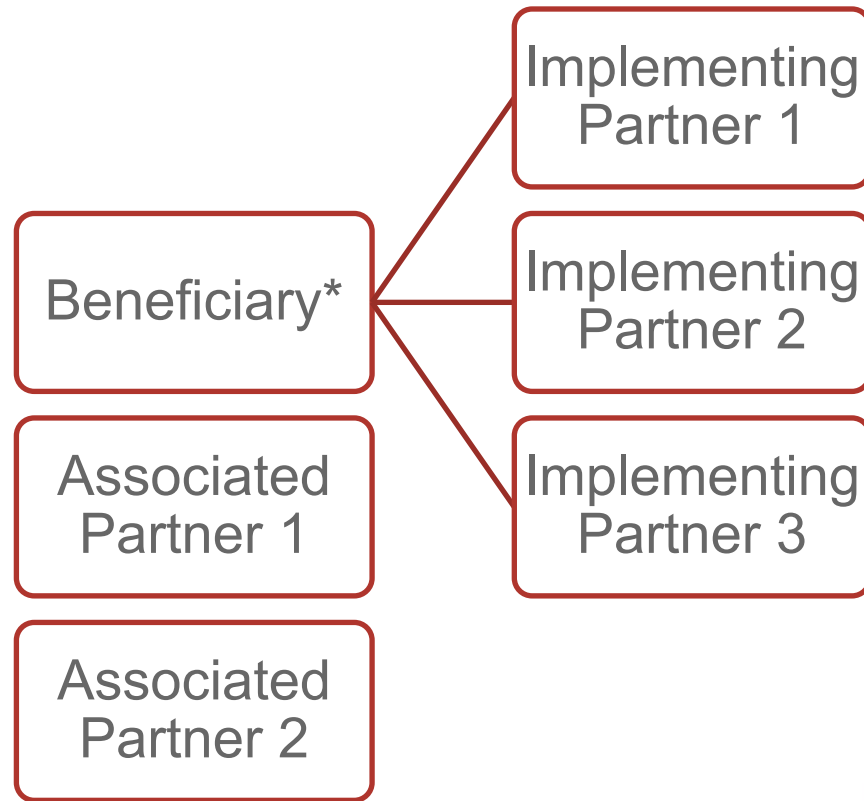 Implementing
Partner 1
Beneficiary*
Implementing
Partner 2
Associated
Partner 1
Implementing
Partner 3
Associated
Partner 2